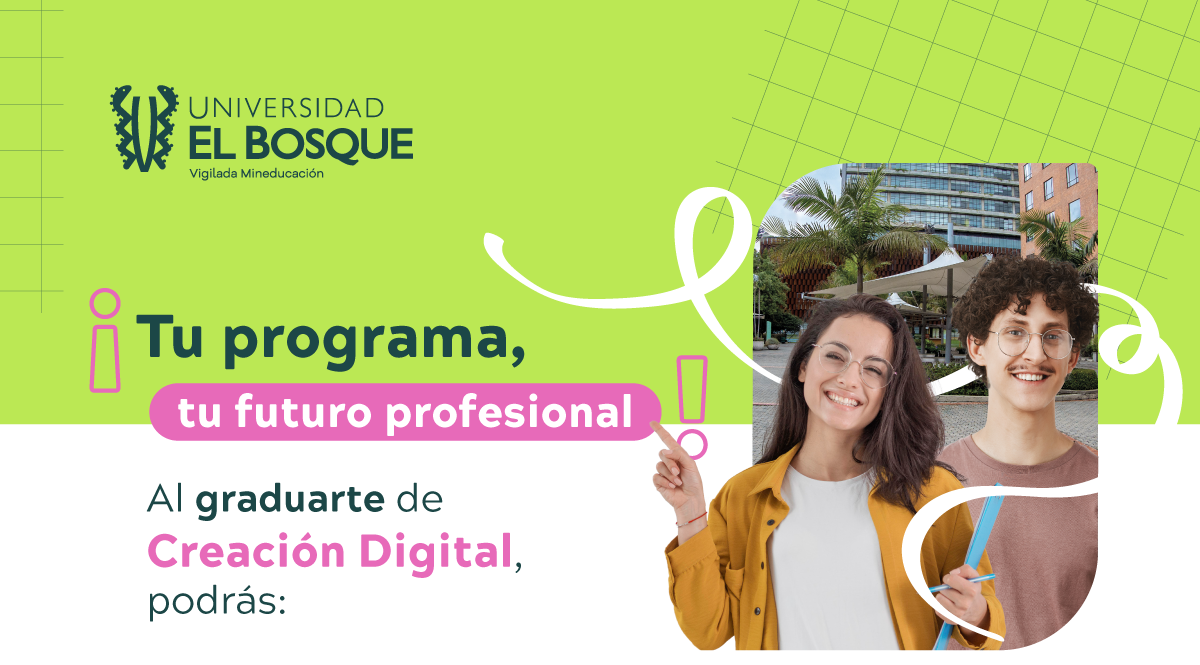 UNIVERSIDAD
EL BOSQUE
Vigilada Mineducación
¡Tu programa,
tu futuro profesional!
Al graduarte de
Creación Digital,
podrás: